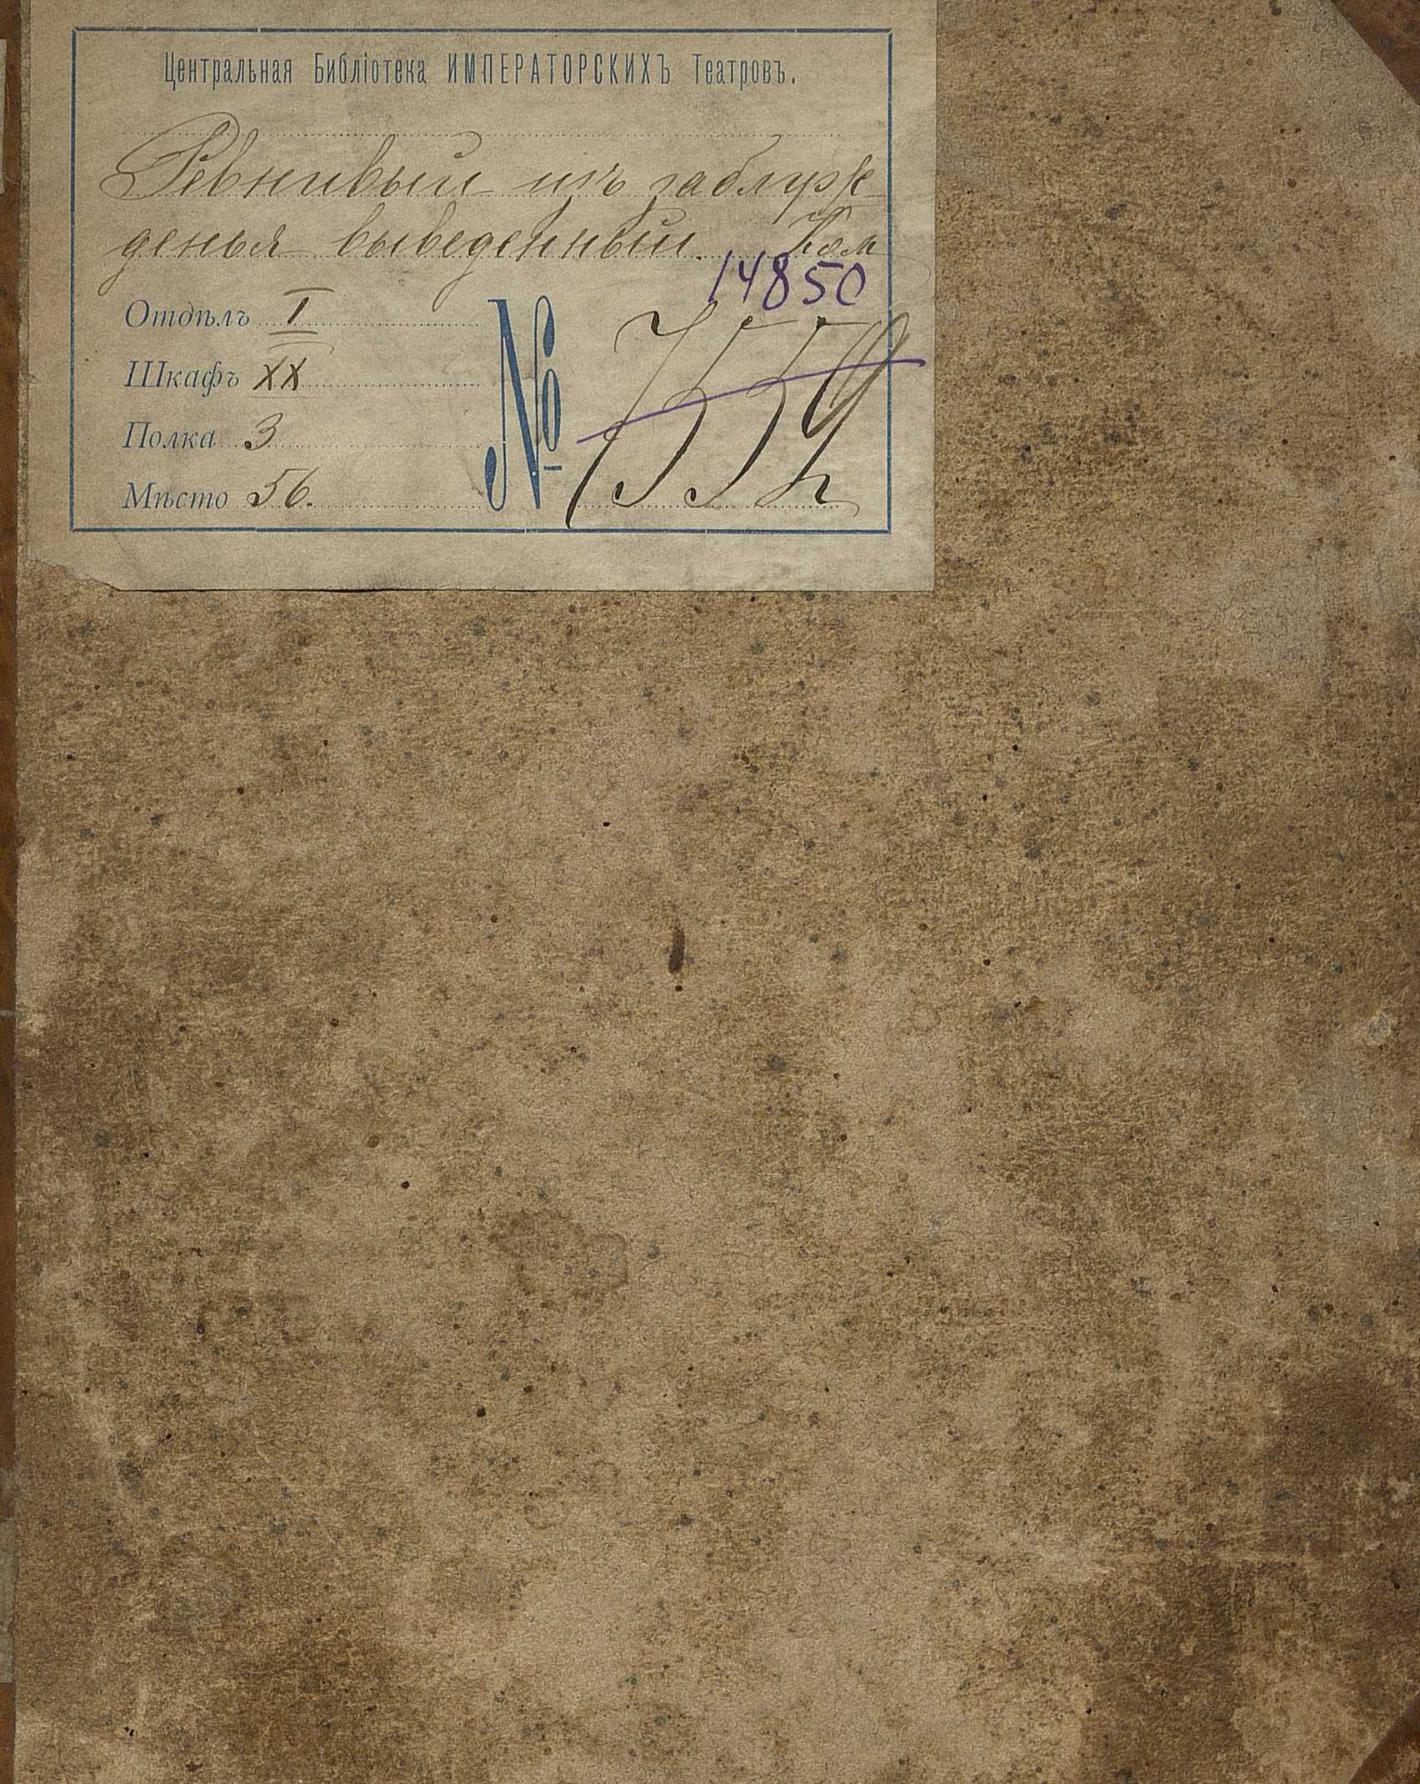 Центральная Библіотека ИМПЕРАТОРСКИХЪ Театровъ.
Ревнивый изъ заблуж
денья выведенный. Ком
14850
Отдѣлъ I
Шкафъ XX
Полка 3
Мѣсто 56.
№